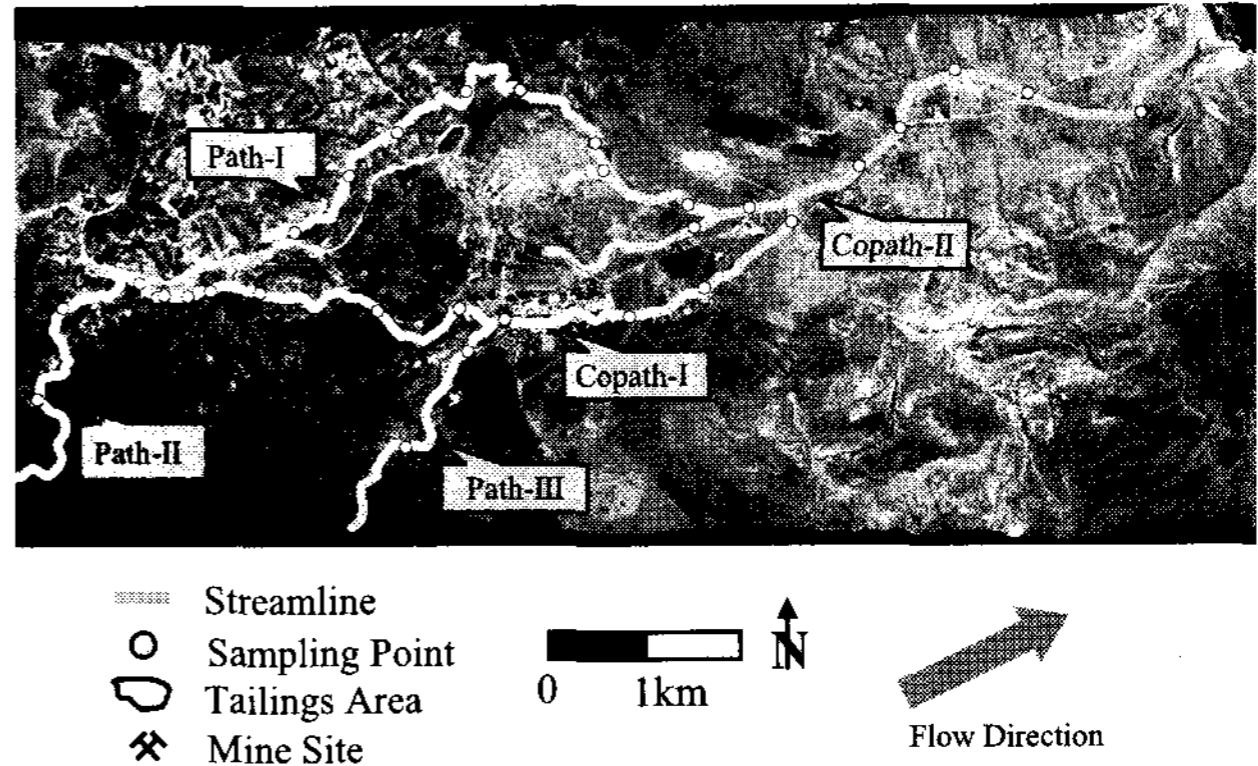 Path-I
Copath-II
Copath-I
Path-II
Path-III
Streamline
Sampling Point
Tailings Area
Mine Site
0 1km
N
Flow Direction